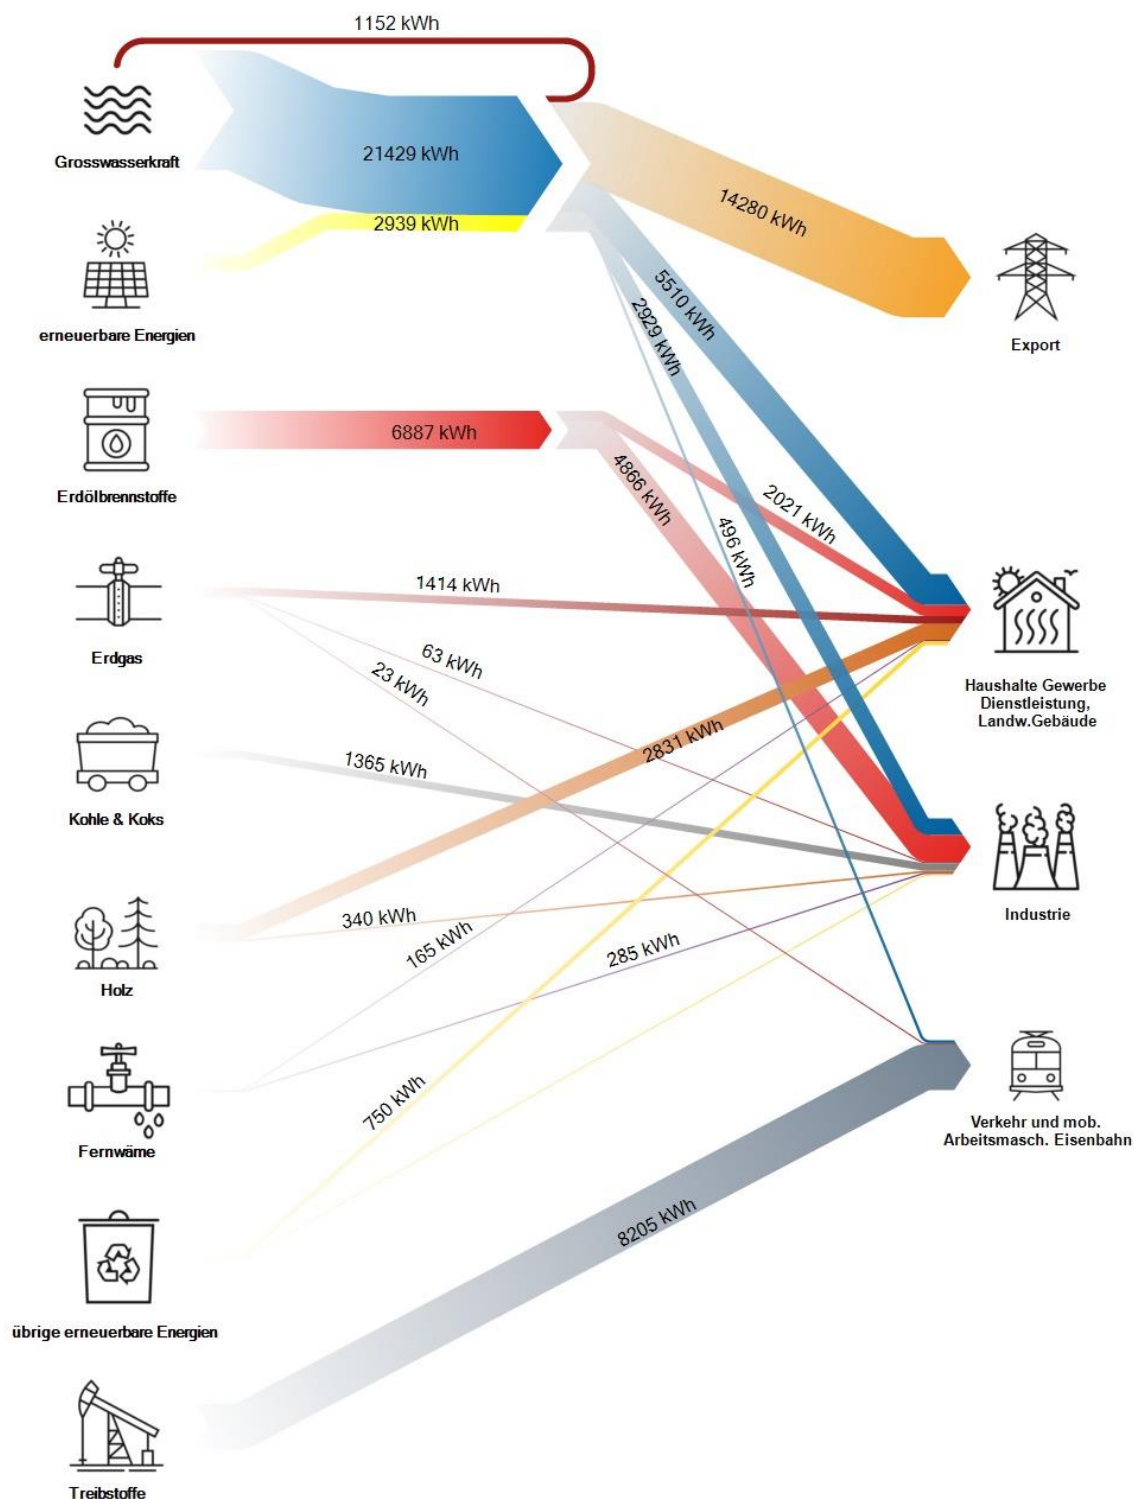 1152 kWh
21429 kWh
Grosswasserkraft
14280 kWh
2939 kWh
erneuerbare Energien
5510 kWh
2929 kWh
Export
6887 kWh
4866 kWh
2021 kWh
Erdölbrennstoffe
496 kWh
1414 kWh
Erdgas
63 kWh
23 kWh
Haushalte Gewerbe
Dienstleistung,
Landw.Gebäude
2831 kWh
1365 kWh
Kohle & Koks
340 kWh
165 kWh
285 kWh
Industrie
Holz
750 kWh
Fernwärme
Verkehr und mob.
Arbeitsmasch. Eisenbahn
8205 kWh
übrige erneuerbare Energien
Treibstoffe